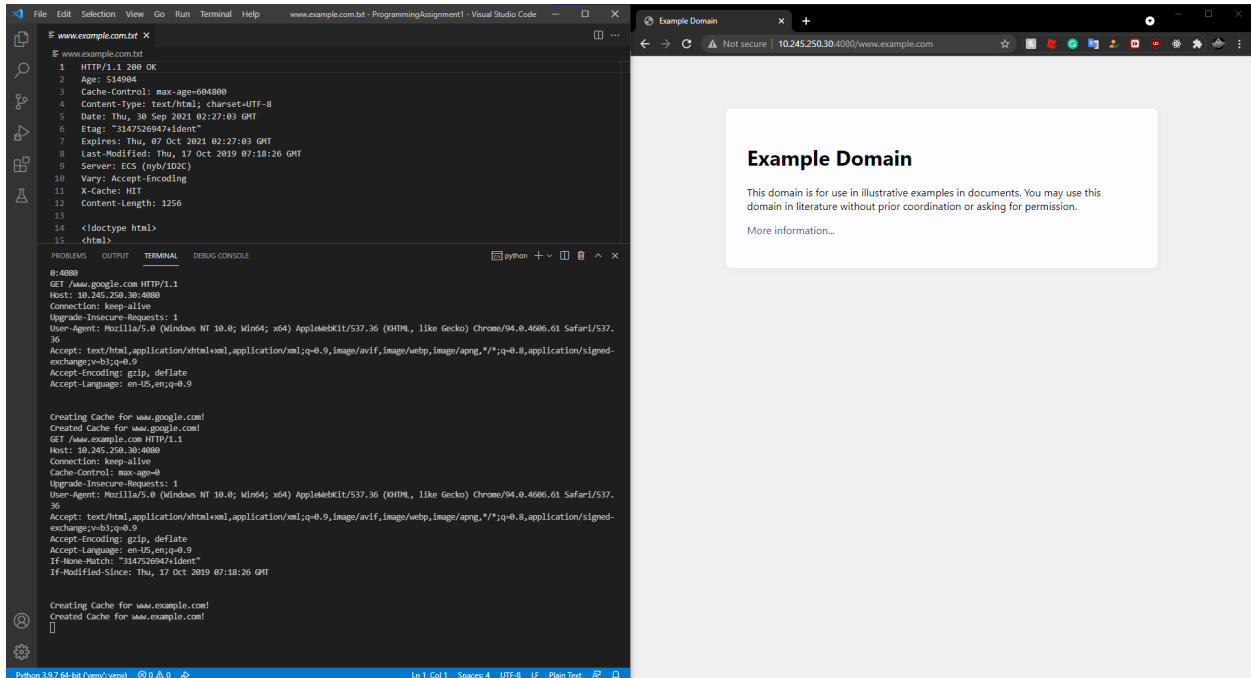 File Edit Selection View Go Run Terminal Help www.example.com.txt - ProgrammingAssignment1 - Visual Studio Code
www.example.com.txt
www.example.com.txt
1 HTTP/1.1 200 OK
2 Age: 514904
3 Cache-Control: max-age=604800
4 Content-Type: text/html; charset=UTF-8
5 Date: Thu, 30 Sep 2021 02:27:03 GMT
6 Etag: "3147526947+ident"
7 Expires: Thu, 07 Oct 2021 02:27:03 GMT
8 Last-Modified: Thu, 17 Oct 2019 07:18:26 GMT
9 Server: ECS (nyb/1D2C)
10 Vary: Accept-Encoding
11 X-Cache: HIT
12 Content-Length: 1256
13
14 <!doctype html>
15 <html>
PROBLEMS OUTPUT TERMINAL DEBUG CONSOLE python
0:4080
GET /www.google.com HTTP/1.1
Host: 10.245.250.30:4080
Connection: keep-alive
Upgrade-Insecure-Requests: 1
User-Agent: Mozilla/5.0 (Windows NT 10.0; Win64; x64) AppleWebKit/537.36 (KHTML, like Gecko) Chrome/94.0.4606.61 Safari/537.
36
Accept: text/html,application/xhtml+xml,application/xml;q=0.9,image/avif,image/webp,image/apng,*/*;q=0.8,application/signed-
exchange;v=b3;q=0.9
Accept-Encoding: gzip, deflate
Accept-Language: en-US,en;q=0.9
Creating Cache for www.google.com!
Created Cache for www.google.com!
GET /www.example.com HTTP/1.1
Host: 10.245.250.30:4080
Connection: keep-alive
Cache-Control: max-age=0
Upgrade-Insecure-Requests: 1
User-Agent: Mozilla/5.0 (Windows NT 10.0; Win64; x64) AppleWebKit/537.36 (KHTML, like Gecko) Chrome/94.0.4606.61 Safari/537.
36
Accept: text/html,application/xhtml+xml,application/xml;q=0.9,image/avif,image/webp,image/apng,*/*;q=0.8,application/signed-
exchange;v=b3;q=0.9
Accept-Encoding: gzip, deflate
Accept-Language: en-US,en;q=0.9
If-None-Match: "3147526947+ident"
If-Modified-Since: Thu, 17 Oct 2019 07:18:26 GMT
Creating Cache for www.example.com!
Created Cache for www.example.com!
Python 3.9.7 64-bit ('venv': venv) 0 0 Ln 1, Col 1 Spaces: 4 UTF-8 LF Plain Text
Example Domain
Not secure | 10.245.250.30:4080/www.example.com
Example Domain
This domain is for use in illustrative examples in documents. You may use this
domain in literature without prior coordination or asking for permission.
More information...